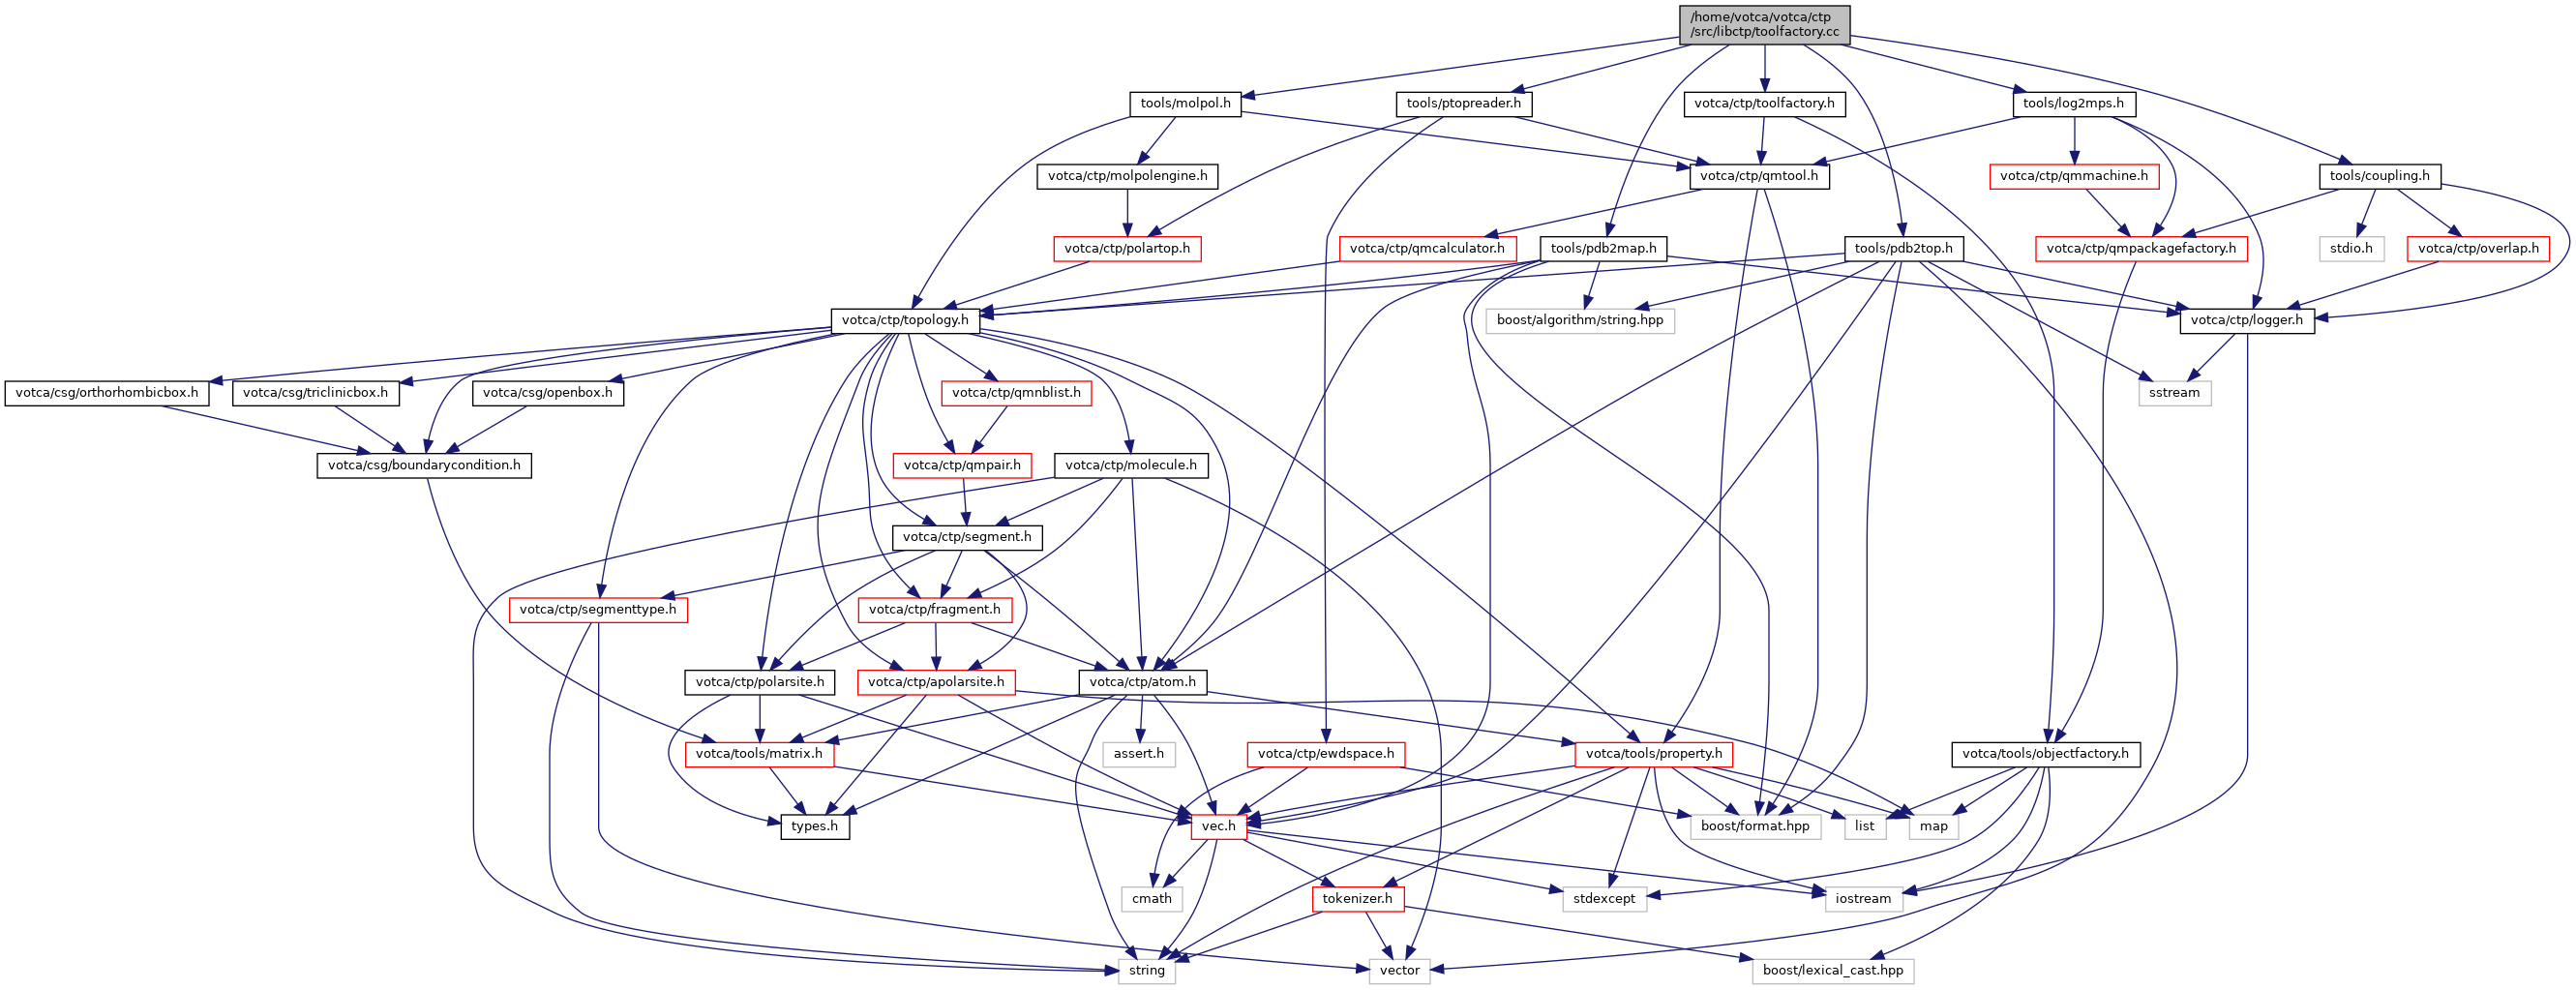 /home/votca/votca/ctp
/src/libctp/toolfactory.cc
tools/molpol.h
tools/ptopreader.h
votca/ctp/toolfactory.h
tools/log2mps.h
votca/ctp/molpolengine.h
votca/ctp/qmtool.h
votca/ctp/qmmachine.h
tools/coupling.h
votca/ctp/polartop.h
votca/ctp/qmcalculator.h
tools/pdb2map.h
tools/pdb2top.h
votca/ctp/qmpackagefactory.h
stdio.h
votca/ctp/overlap.h
votca/ctp/topology.h
boost/algorithm/string.hpp
votca/ctp/logger.h
votca/csg/orthorhombicbox.h
votca/csg/triclinicbox.h
votca/csg/openbox.h
votca/ctp/qmnblist.h
sstream
votca/csg/boundarycondition.h
votca/ctp/qmpair.h
votca/ctp/molecule.h
votca/ctp/segment.h
votca/ctp/segmenttype.h
votca/ctp/fragment.h
votca/ctp/polarsite.h
votca/ctp/apolarsite.h
votca/ctp/atom.h
votca/tools/matrix.h
assert.h
votca/ctp/ewdspace.h
votca/tools/property.h
votca/tools/objectfactory.h
types.h
vec.h
boost/format.hpp
list
map
cmath
tokenizer.h
stdexcept
iostream
string
vector
boost/lexical_cast.hpp